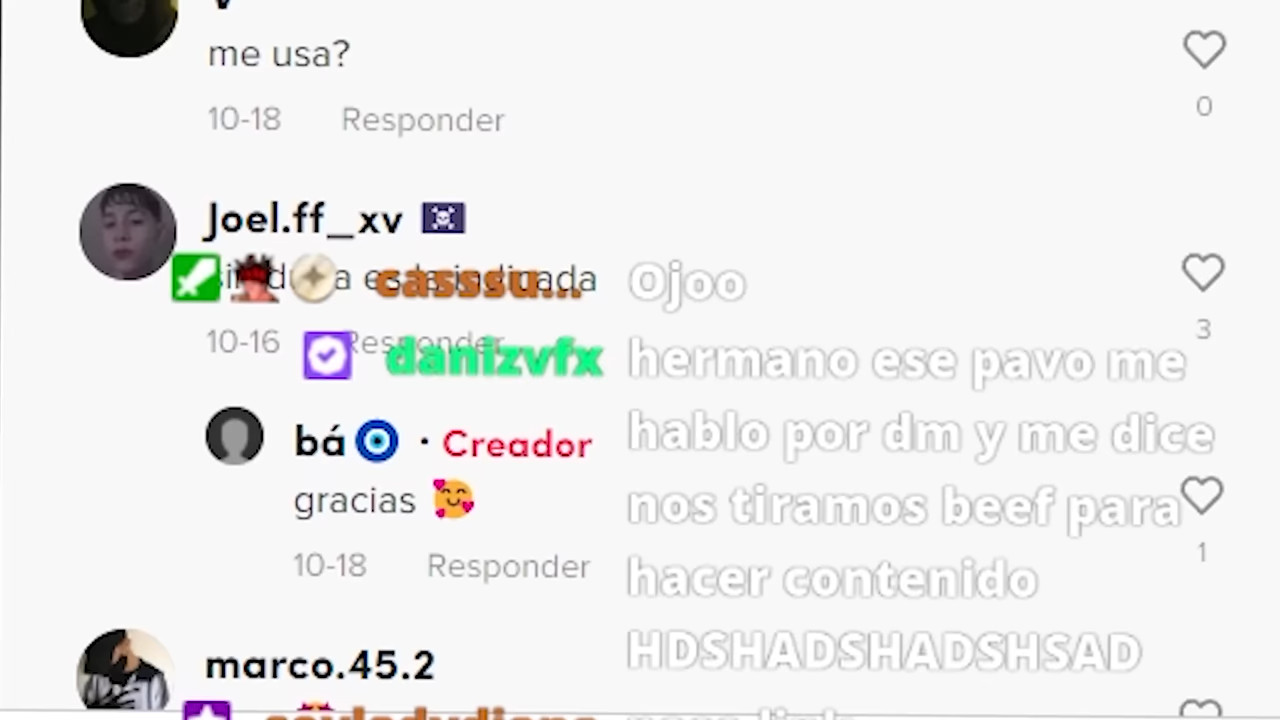 me usa?
0
10-18 Responder
Joel.ff_xv
casssu... Ojoo
3
10-16 Responder
danizvfx hermano ese pavo me
hablo por dm y me dice
bá · Creador
gracias
nos tiramos beef para
1
10-18 Responder
hacer contenido
HDSHADSHADSHSAD
marco.45.2